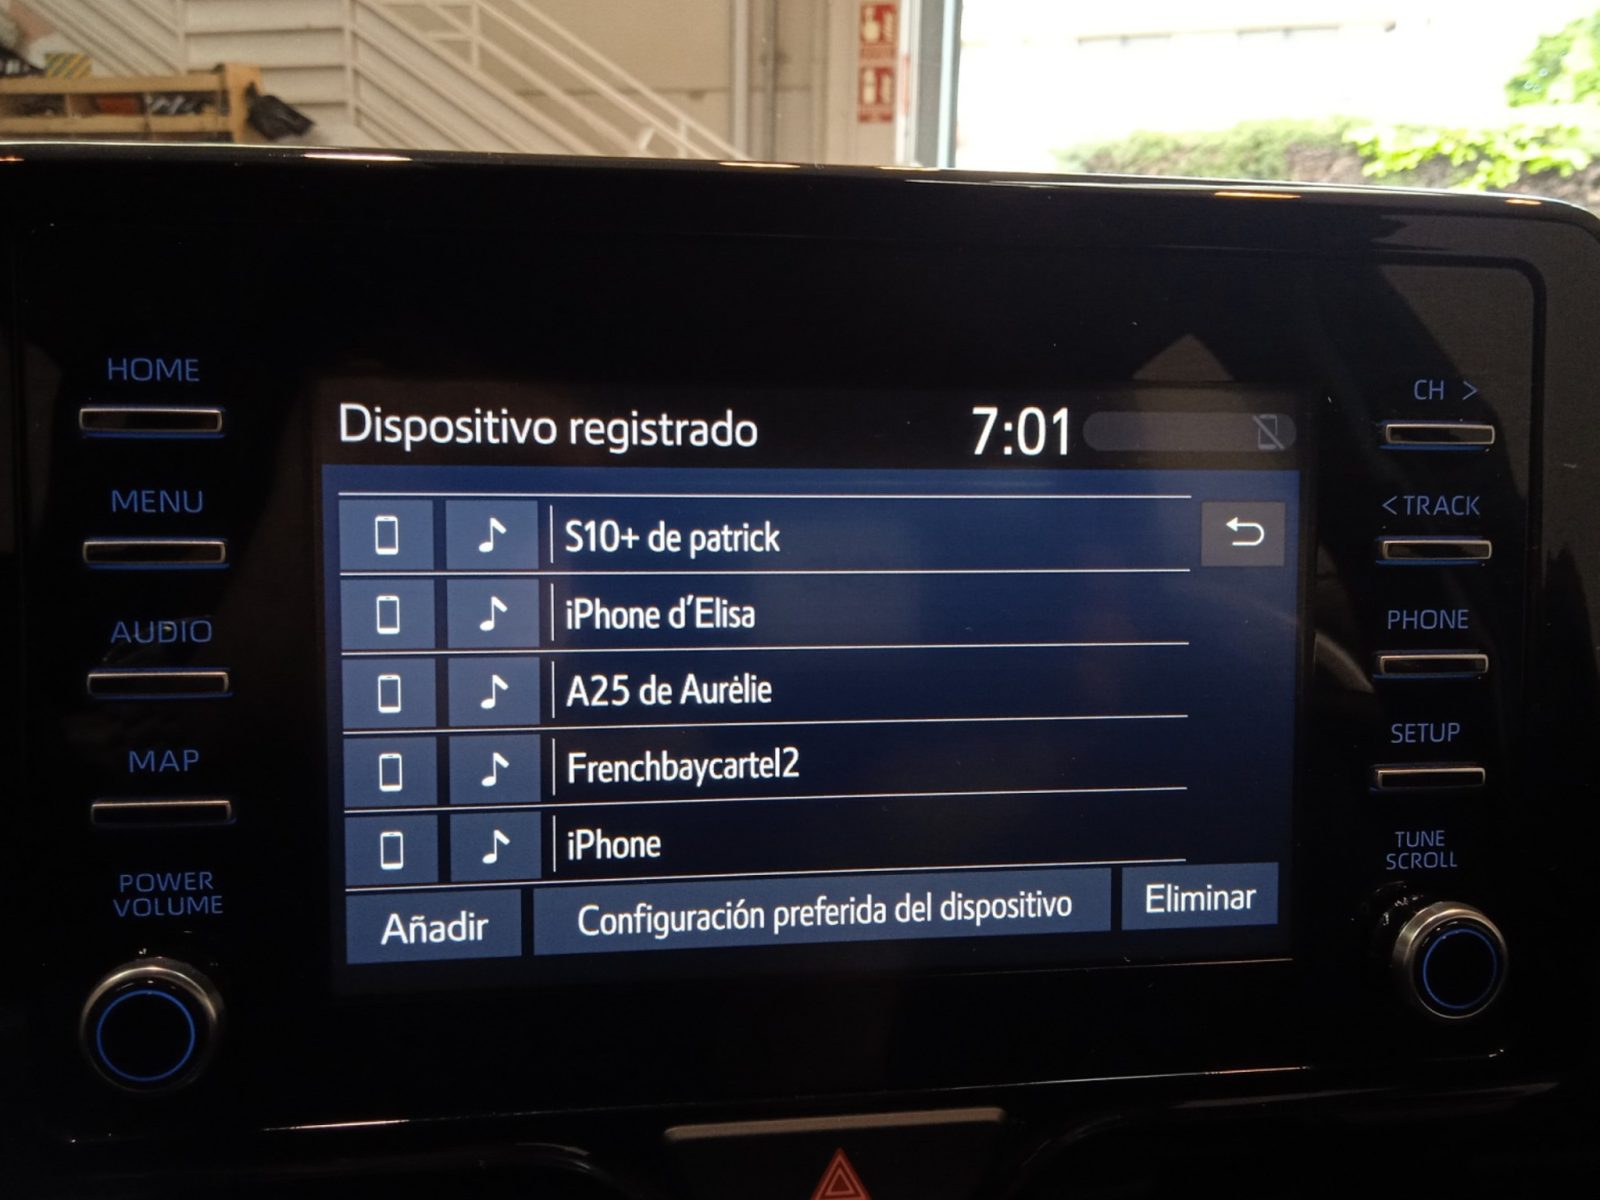 HOME
MENU
AUDIO
MAP
POWER
VOLUME
Dispositivo registrado
7:01
S10+ de patrick
iPhone d'Elisa
A25 de Aurélie
Frenchbaycartel2
iPhone
Añadir
Configuración preferida del dispositivo
Eliminar
CH >
< TRACK
PHONE
SETUP
TUNE
SCROLL